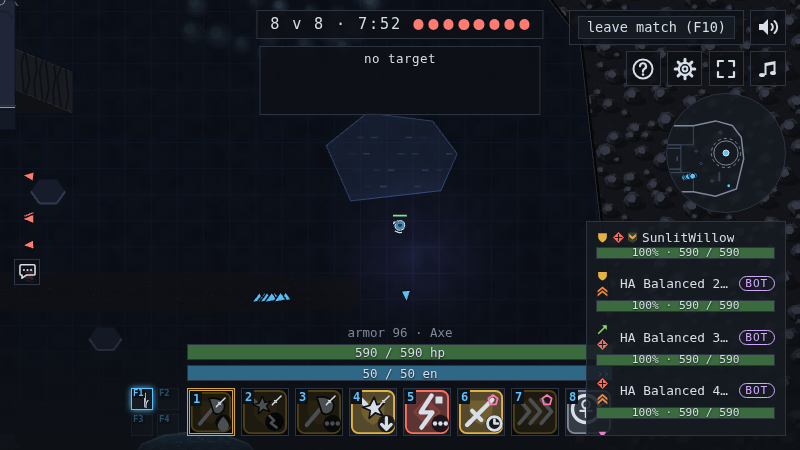 8 v 8 · 7:52
leave match (F10)
no target
SunlitWillow
100% · 590 / 590
HA Balanced 2… BOT
100% · 590 / 590
HA Balanced 3… BOT
100% · 590 / 590
HA Balanced 4… BOT
100% · 590 / 590
armor 96 · Axe
590 / 590 hp
50 / 50 en
F1 F2
F3 F4
1 2 3 4 5 6 7 8